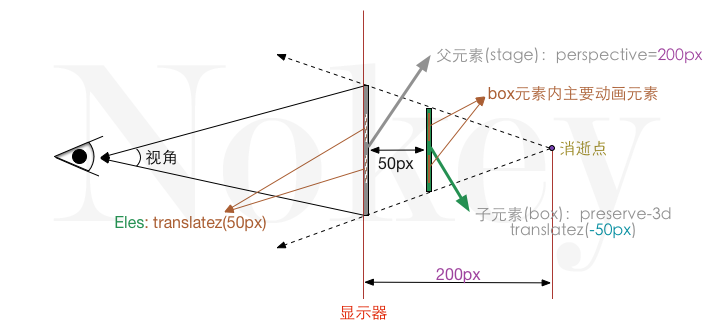 父元素(stage)：perspective=200px
box元素内主要动画元素
视角
50px
消逝点
Eles: translatez(50px)
子元素(box)：preserve-3d
translatez(-50px)
200px
显示器
Nokey